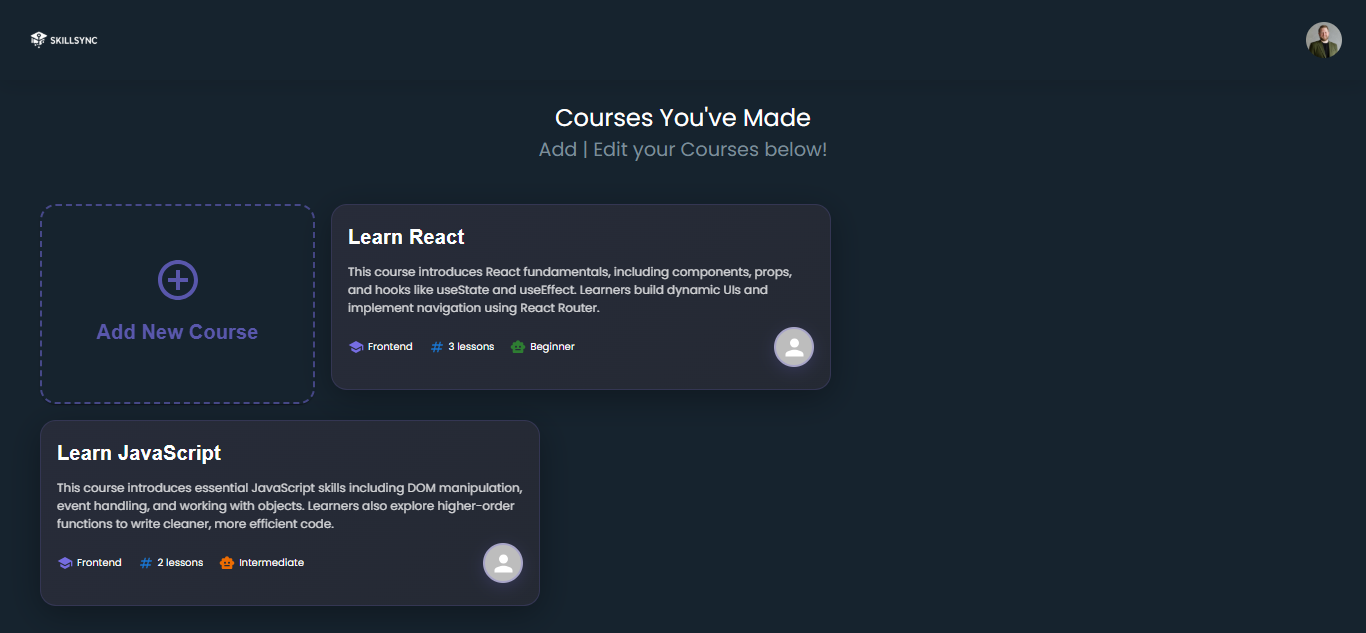 SKILLSYNC
Courses You've Made
Add | Edit your Courses below!
Add New Course
Learn React
This course introduces React fundamentals, including components, props,
and hooks like useState and useEffect. Learners build dynamic UIs and
implement navigation using React Router.
Frontend
3 lessons
Beginner
Learn JavaScript
This course introduces essential JavaScript skills including DOM manipulation,
event handling, and working with objects. Learners also explore higher-order
functions to write cleaner, more efficient code.
Frontend
2 lessons
Intermediate